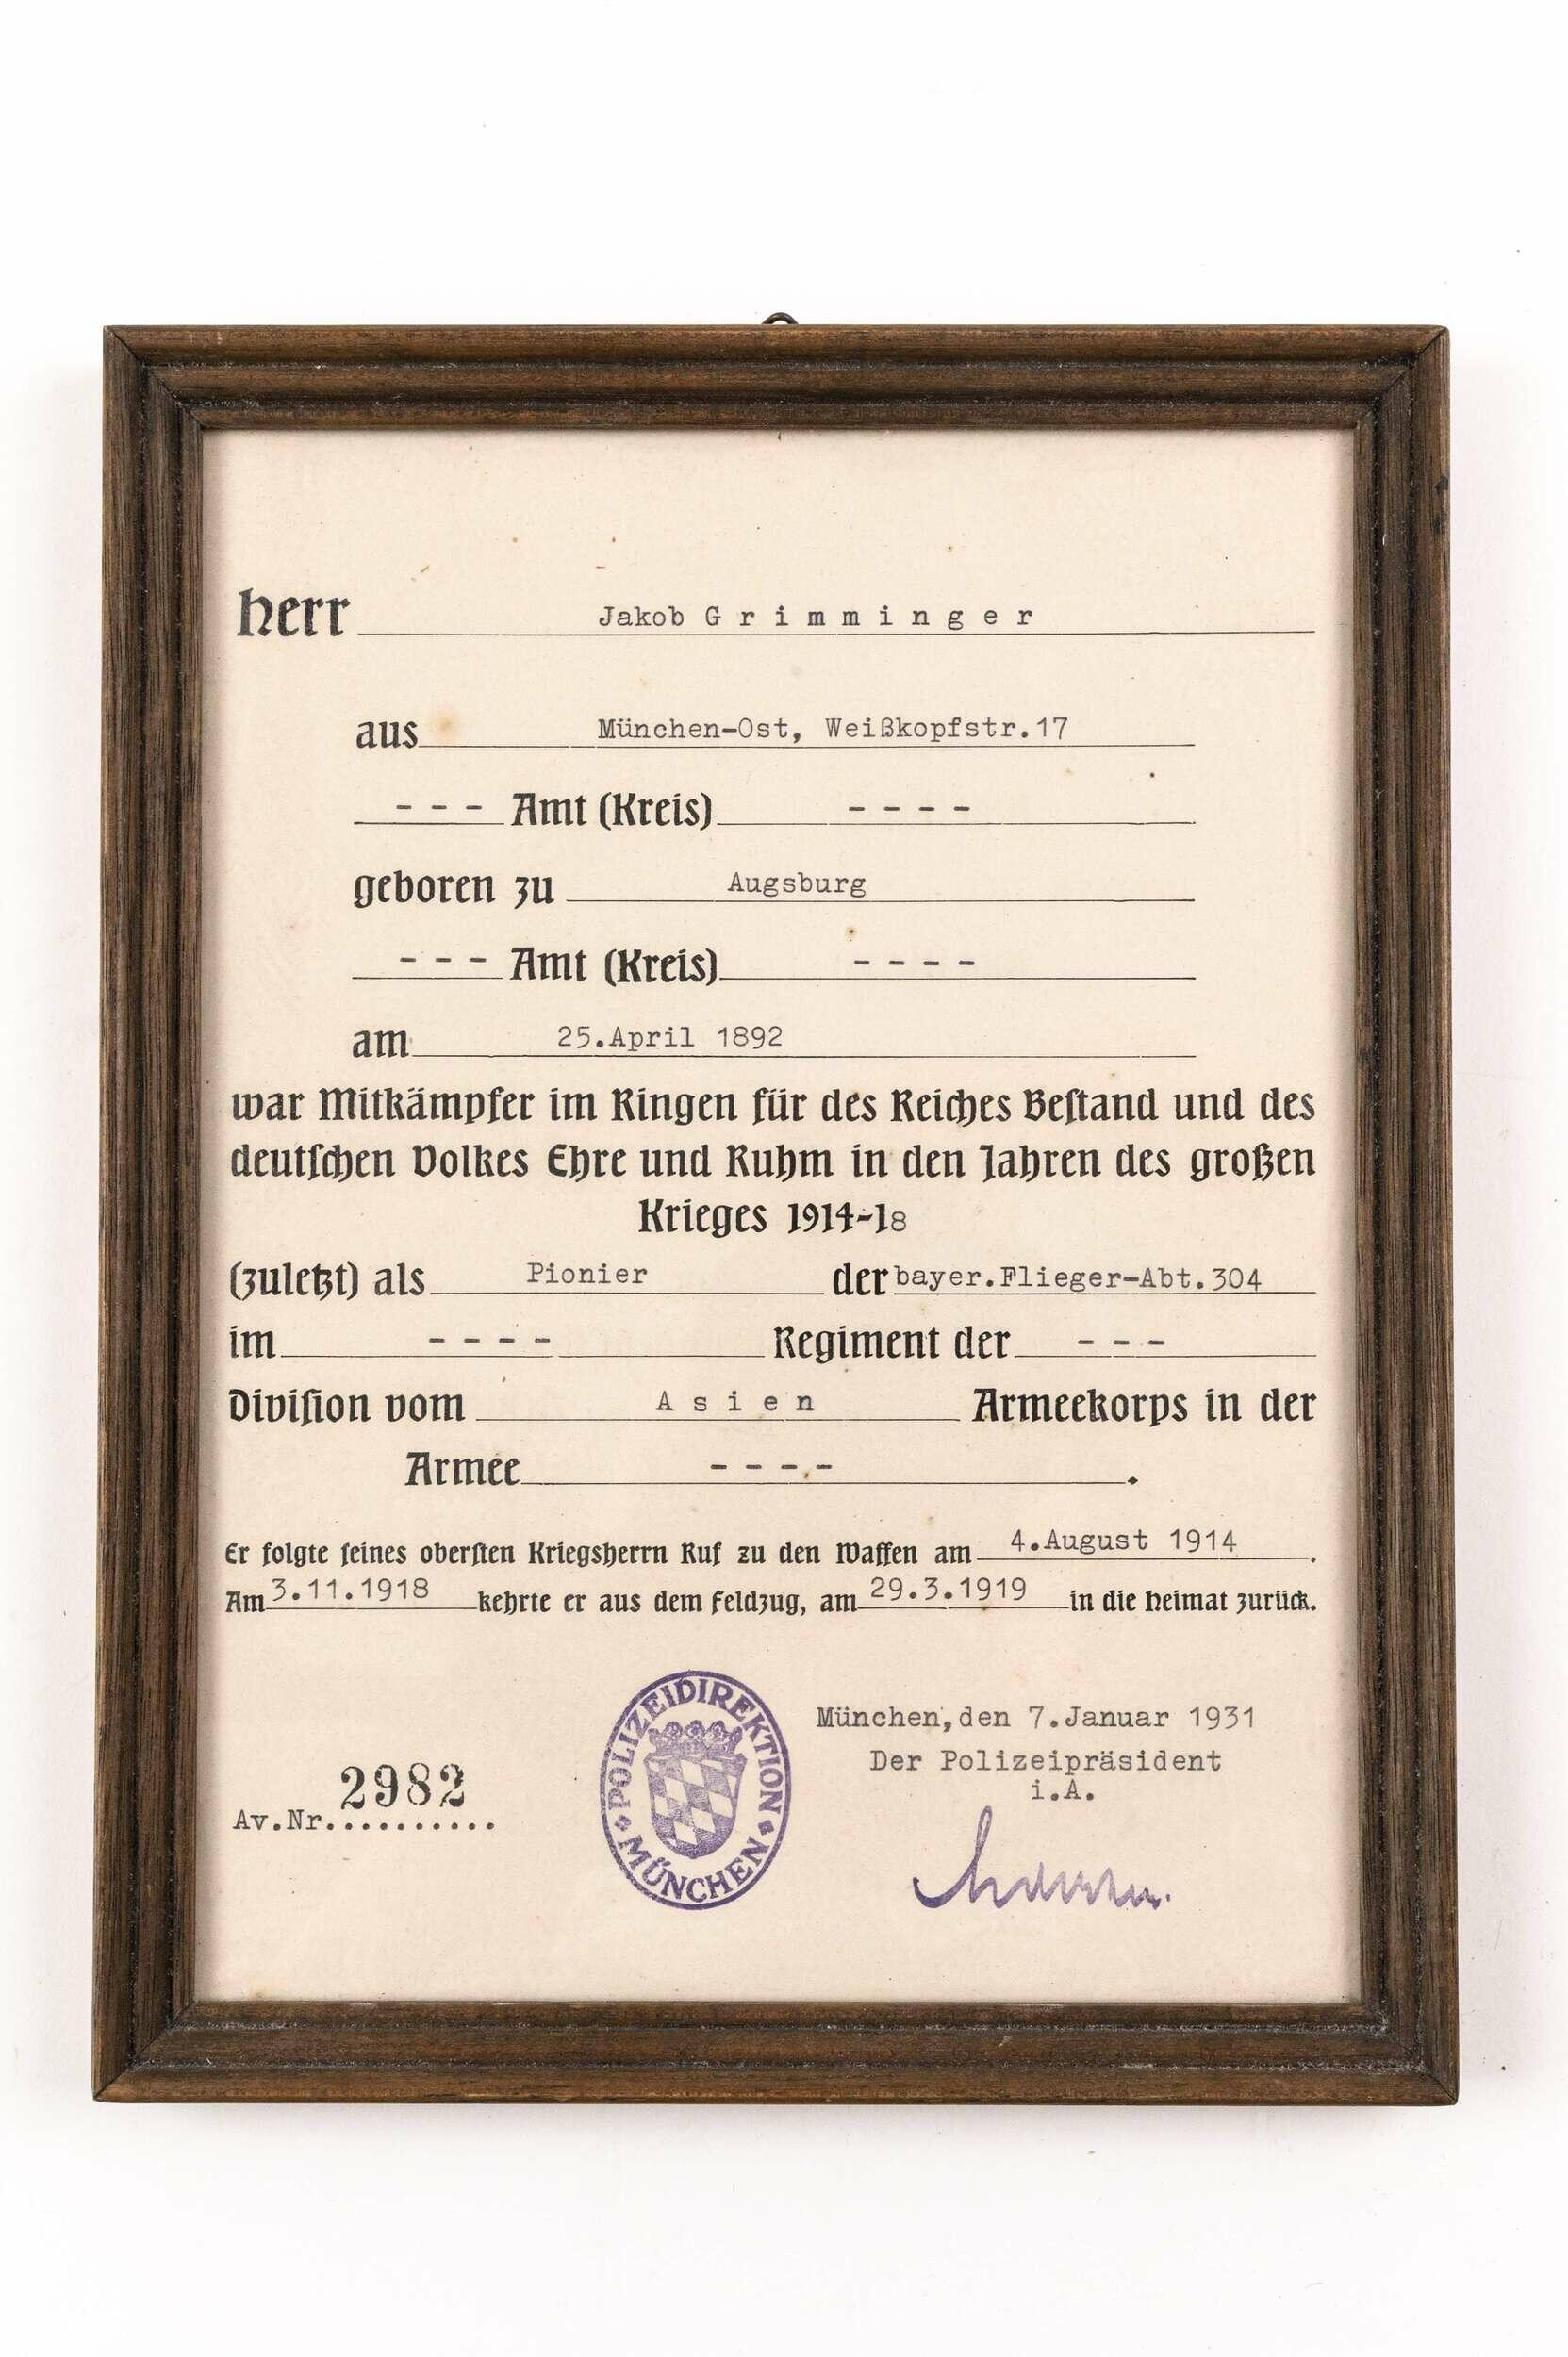 Herr Jakob Grimminger
aus München-Ost, Weißkopfstr.17
- - - Amt (Kreis) - - - -
geboren zu Augsburg
- - - Amt (Kreis) - - - -
am 25.April 1892
war Mitkämpfer im Ringen für des Reiches Bestand und des
deutschen Volkes Ehre und Ruhm in den Jahren des großen
Krieges 1914-18
(zuletzt) als Pionier der bayer.Flieger-Abt.304
im - - - - Regiment der - - -
Division vom Asien Armeekorps in der
Armee - - - - .
Er folgte seines obersten Kriegsherrn Ruf zu den Waffen am 4.August 1914.
Am 3.11.1918 kehrte er aus dem Feldzug, am 29.3.1919 in die Heimat zurück.
POLIZEIDIREKTION MÜNCHEN
München,den 7.Januar 1931
Der Polizeipräsident
i.A.
Av.Nr. 2982